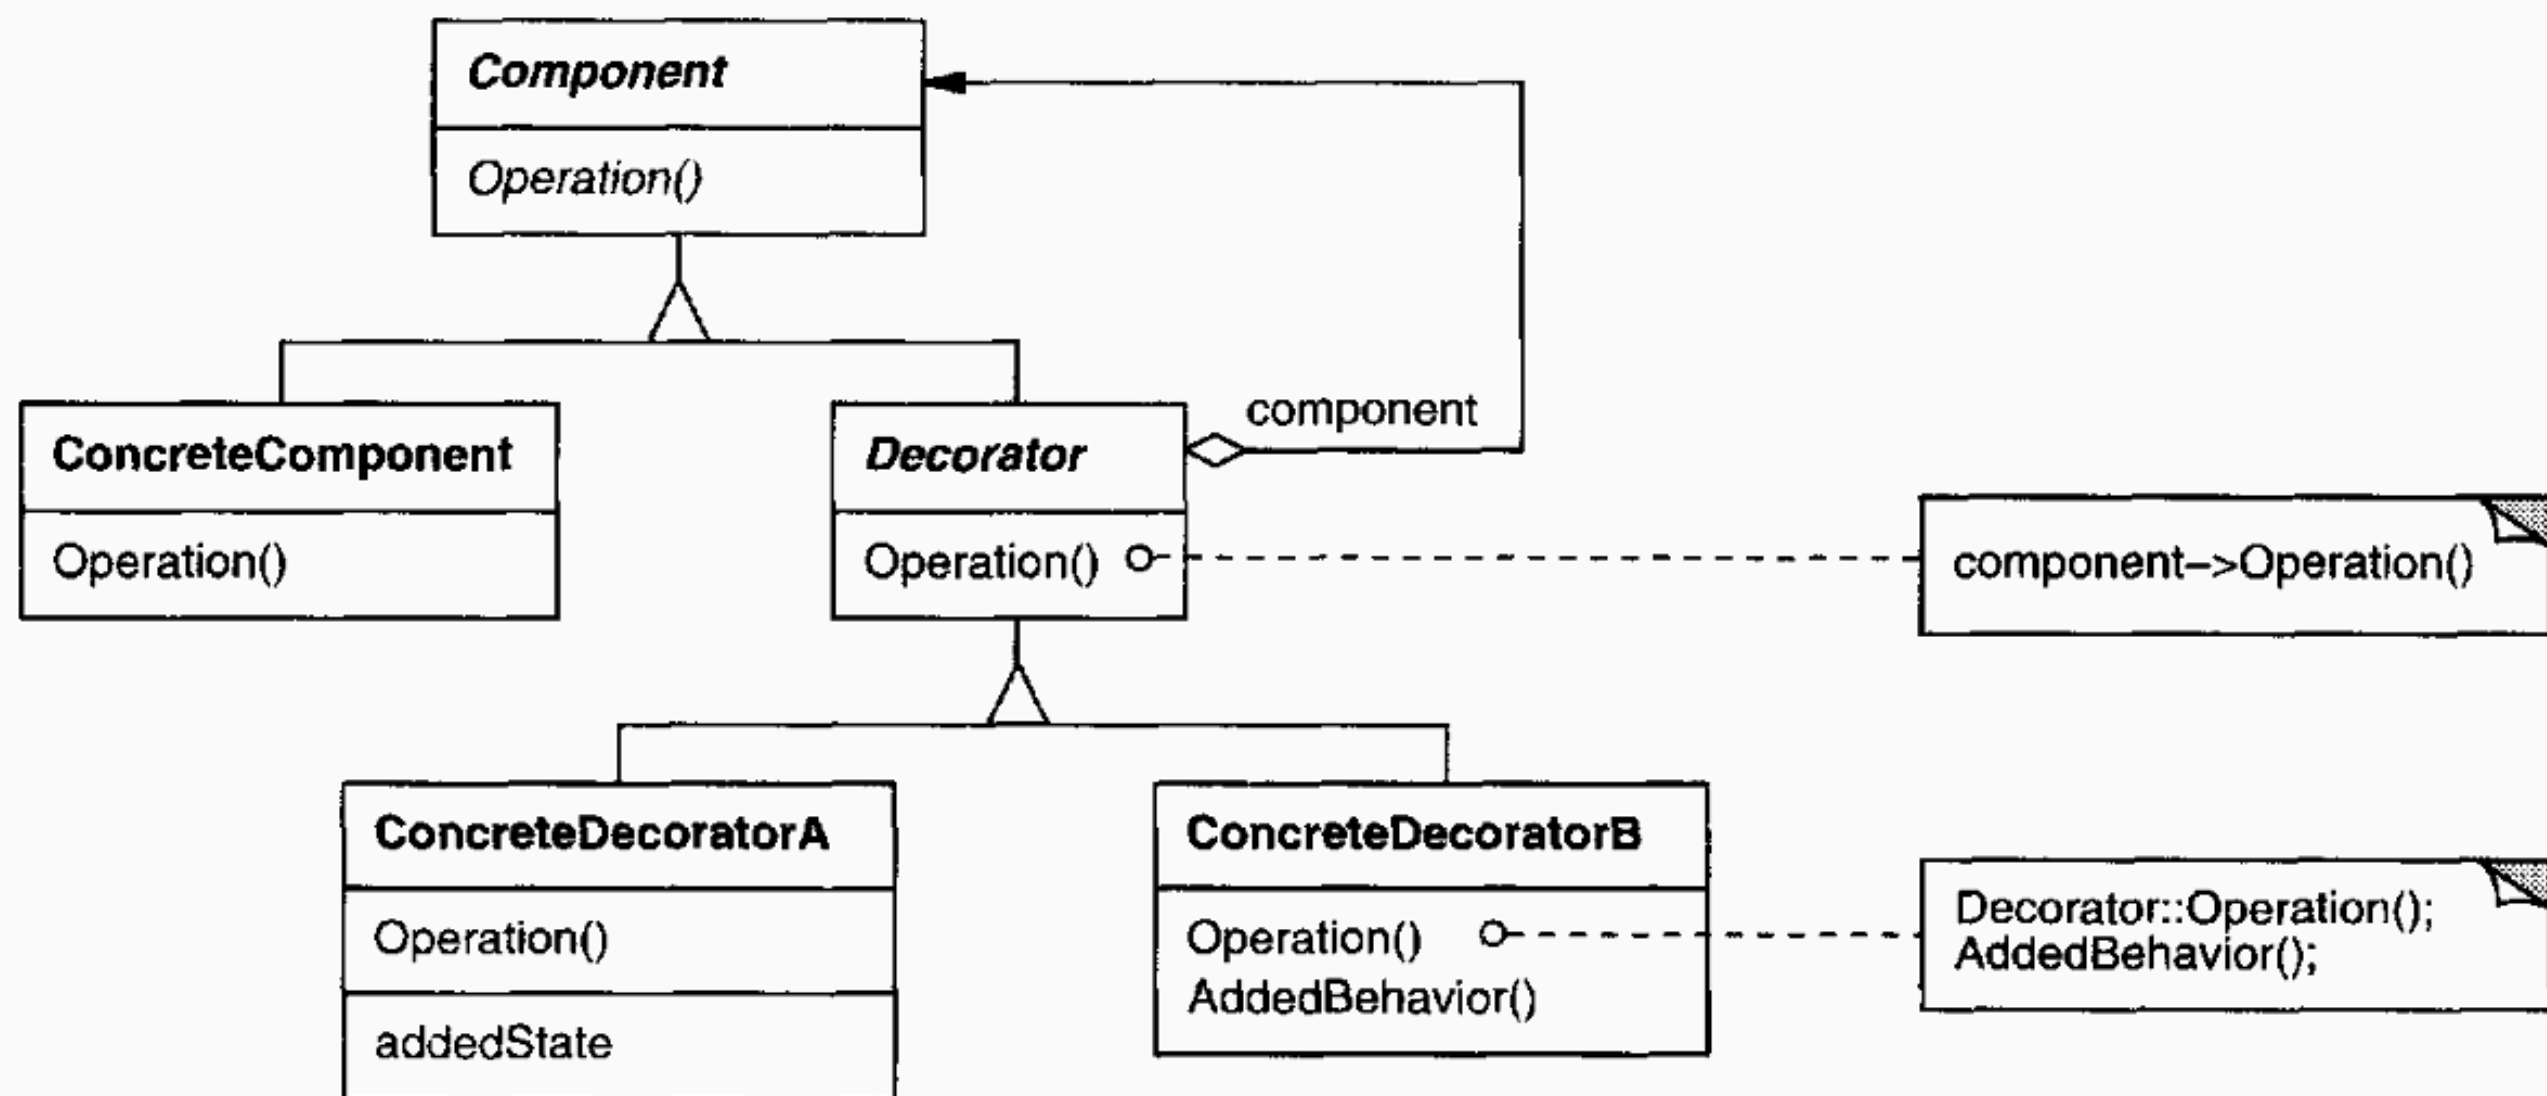 Component
Operation()
component
ConcreteComponent
Decorator
Operation()
Operation()
component–>Operation()
ConcreteDecoratorA
ConcreteDecoratorB
Operation()
addedState
Operation()
AddedBehavior()
Decorator::Operation();
AddedBehavior();